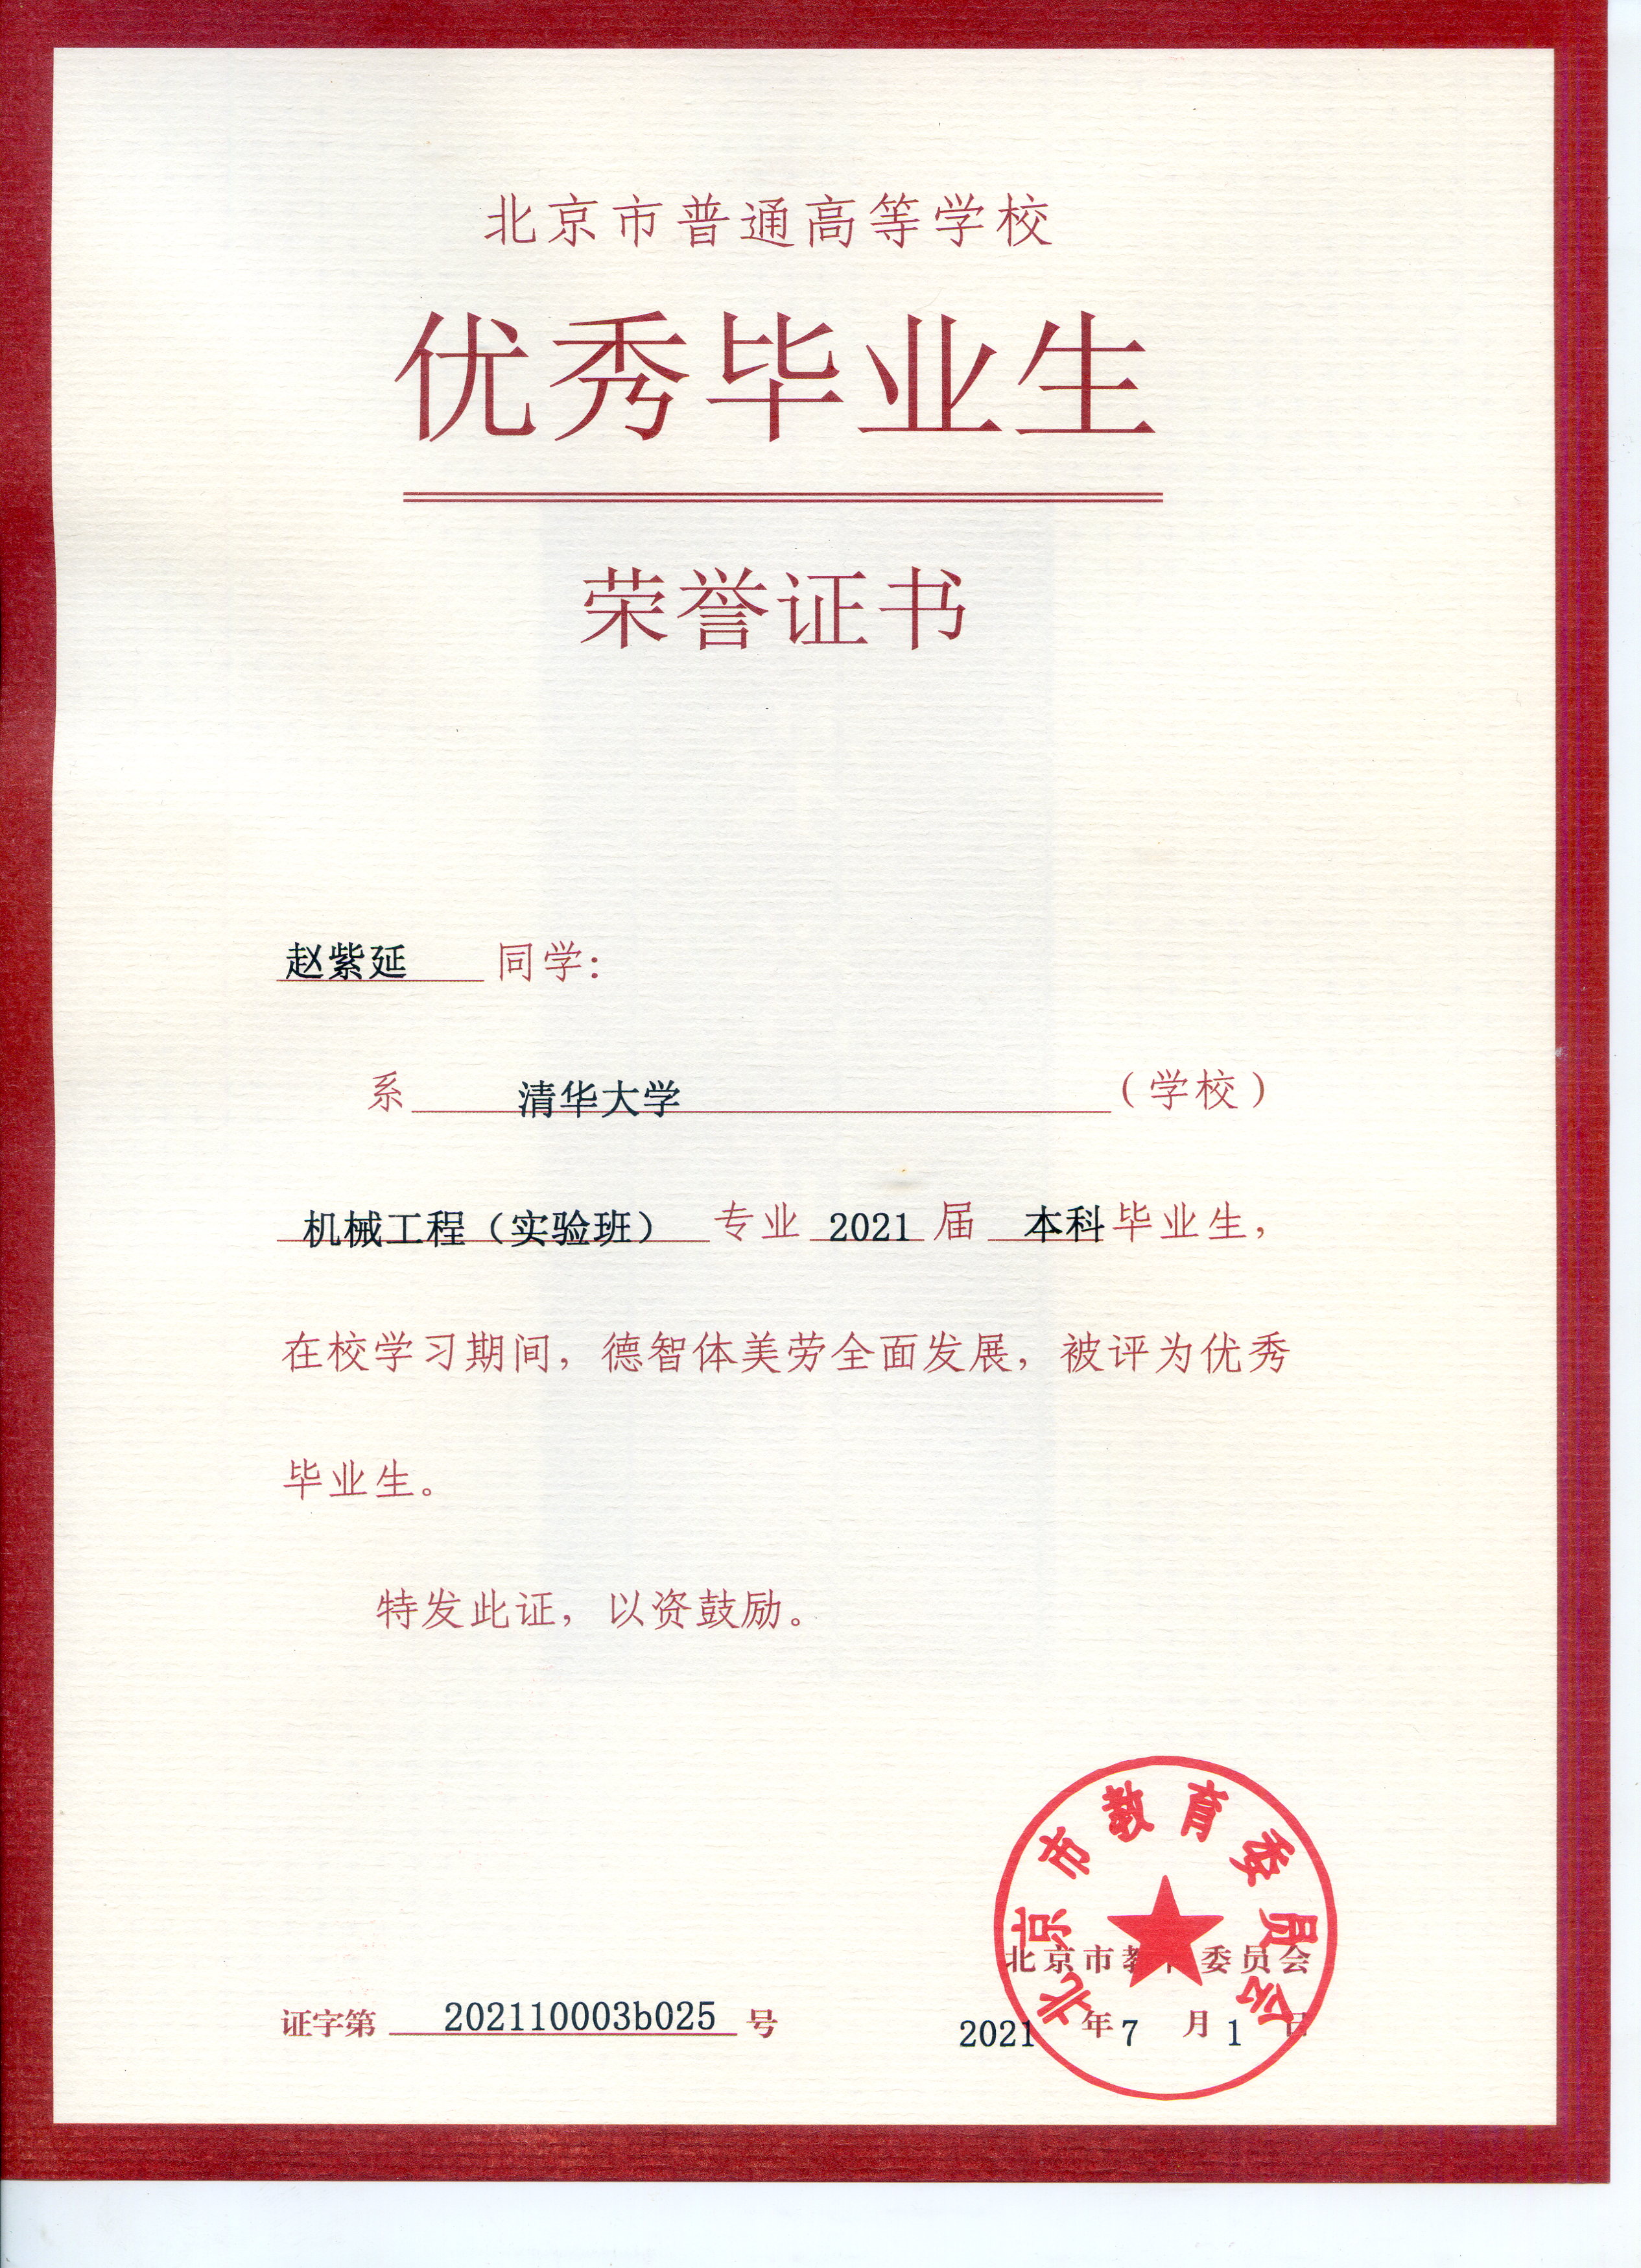 北京市普通高等学校
优秀毕业生
荣誉证书
赵紫延 同学：
系 清华大学 （学校）
机械工程（实验班） 专业 2021 届 本科 毕业生，
在校学习期间，德智体美劳全面发展，被评为优秀
毕业生。
特发此证，以资鼓励。
北京市教育委员会
北京市教育委员会
证字第 202110003b025 号
2021 年 7 月 1 日